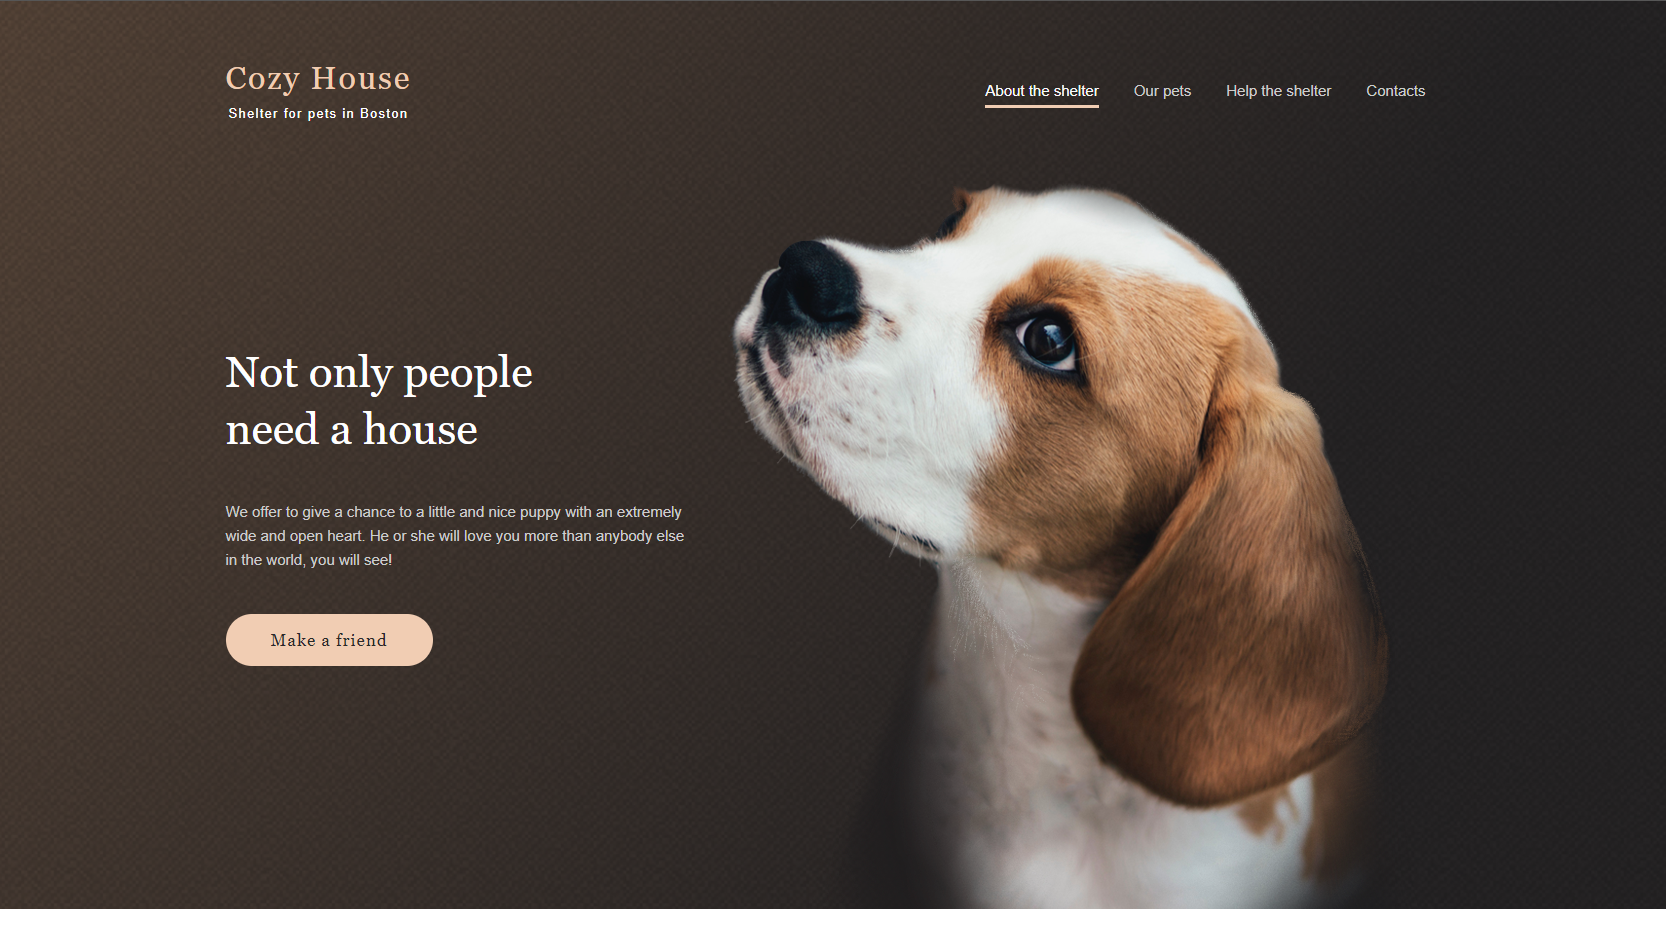 Cozy House
Shelter for pets in Boston
About the shelter
Our pets
Help the shelter
Contacts
Not only people
need a house
We offer to give a chance to a little and nice puppy with an extremely
wide and open heart. He or she will love you more than anybody else
in the world, you will see!
Make a friend